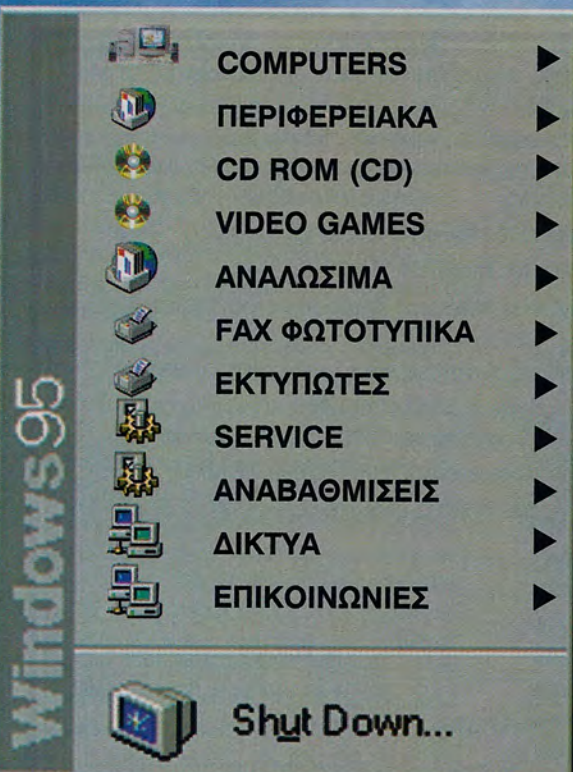 COMPUTERS
ΠΕΡΙΦΕΡΕΙΑΚΑ
CD ROM (CD)
VIDEO GAMES
ΑΝΑΛΩΣΙΜΑ
FAX ΦΩΤΟΤΥΠΙΚΑ
ΕΚΤΥΠΩΤΕΣ
SERVICE
ΑΝΑΒΑΘΜΙΣΕΙΣ
ΔΙΚΤΥΑ
ΕΠΙΚΟΙΝΩΝΙΕΣ
Shut Down...
Windows95